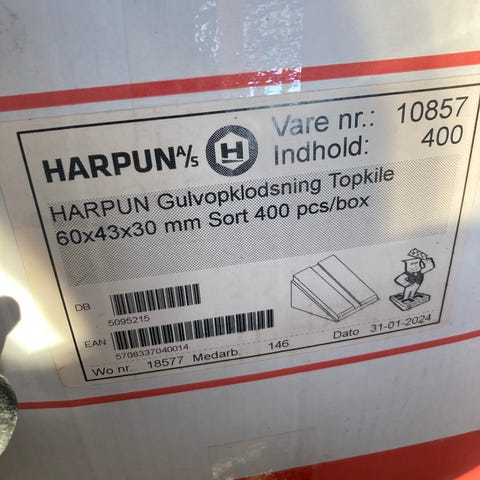 HARPUN A/S H
Vare nr.: 10857
Indhold: 400
HARPUN Gulvopklodsning Topkile
60x43x30 mm Sort 400 pcs/box
DB
5095215
EAN
5708337040014
Wo nr. 18577 Medarb. 146 Dato 31-01-2024